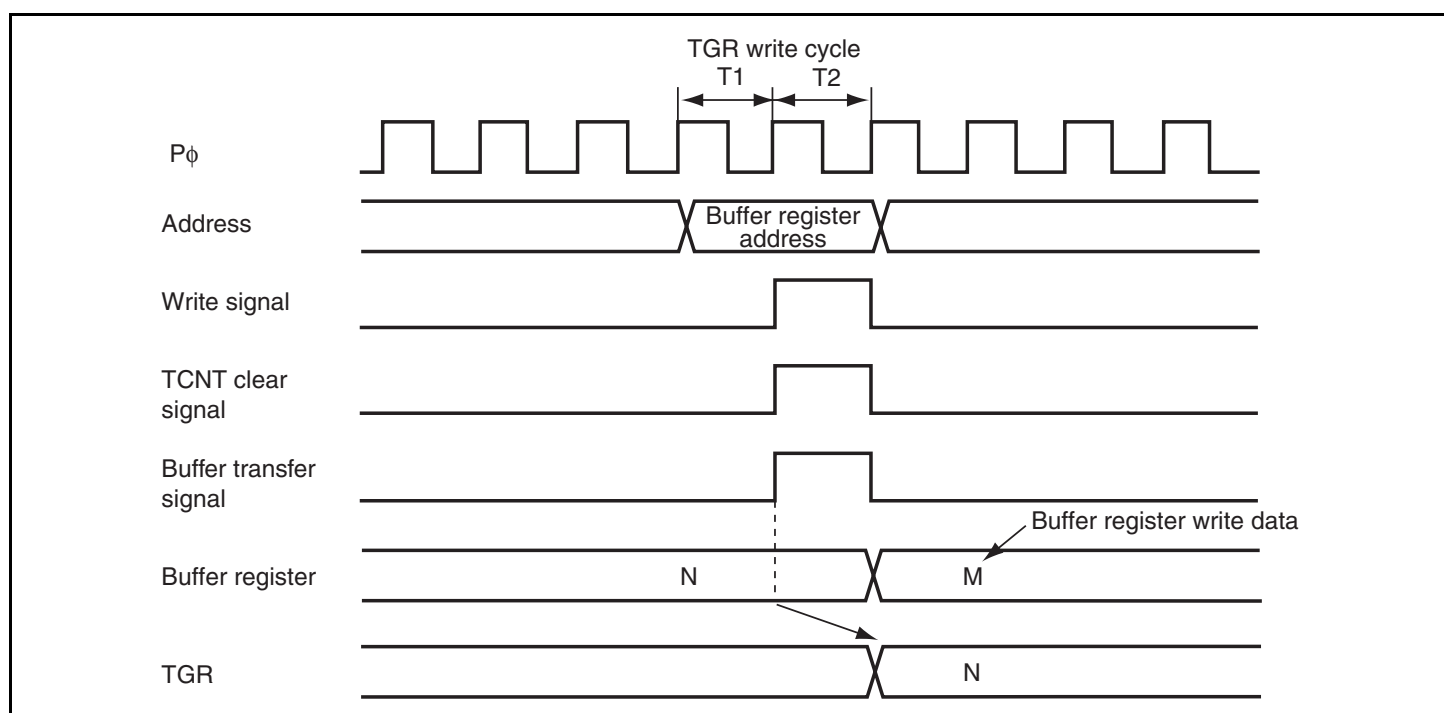 TGR write cycle
T1 T2
Pϕ
Address
Buffer register
address
Write signal
TCNT clear
signal
Buffer transfer
signal
Buffer register write data
Buffer register
N M
TGR
N